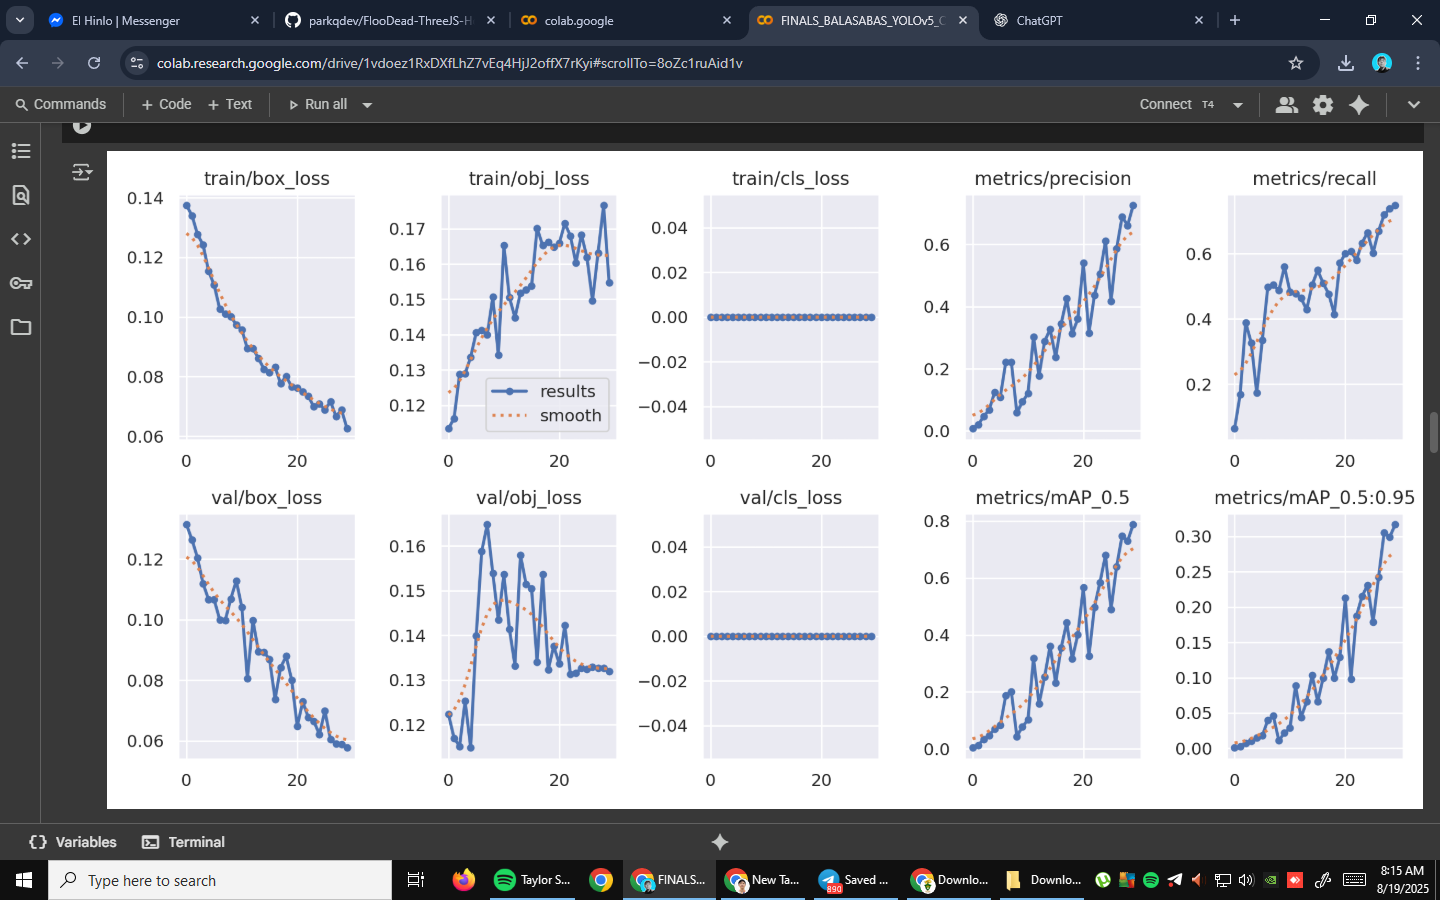 El Hinlo | Messenger
parkqdev/FlooDead-ThreeJS-H
colab.google
FINALS_BALASABAS_YOLOv5_C
ChatGPT
colab.research.google.com/drive/1vdoez1RxDXfLhZ7vEq4HjJ2offX7rKyi#scrollTo=8oZc1ruAid1v
Commands
+ Code
+ Text
Run all
Connect T4
train/box_loss
0.14
0.12
0.10
0.08
0.06
0 20
train/obj_loss
0.17
0.16
0.15
0.14
0.13
0.12
results
smooth
0 20
train/cls_loss
0.04
0.02
0.00
−0.02
−0.04
0 20
metrics/precision
0.6
0.4
0.2
0.0
0 20
metrics/recall
0.6
0.4
0.2
0 20
val/box_loss
0.12
0.10
0.08
0.06
0 20
val/obj_loss
0.16
0.15
0.14
0.13
0.12
0 20
val/cls_loss
0.04
0.02
0.00
−0.02
−0.04
0 20
metrics/mAP_0.5
0.8
0.6
0.4
0.2
0.0
0 20
metrics/mAP_0.5:0.95
0.30
0.25
0.20
0.15
0.10
0.05
0.00
0 20
Variables
Terminal
Type here to search
Taylor S...
FINALS...
New Ta...
890
Saved ...
Downlo...
Downlo...
8:15 AM
8/19/2025